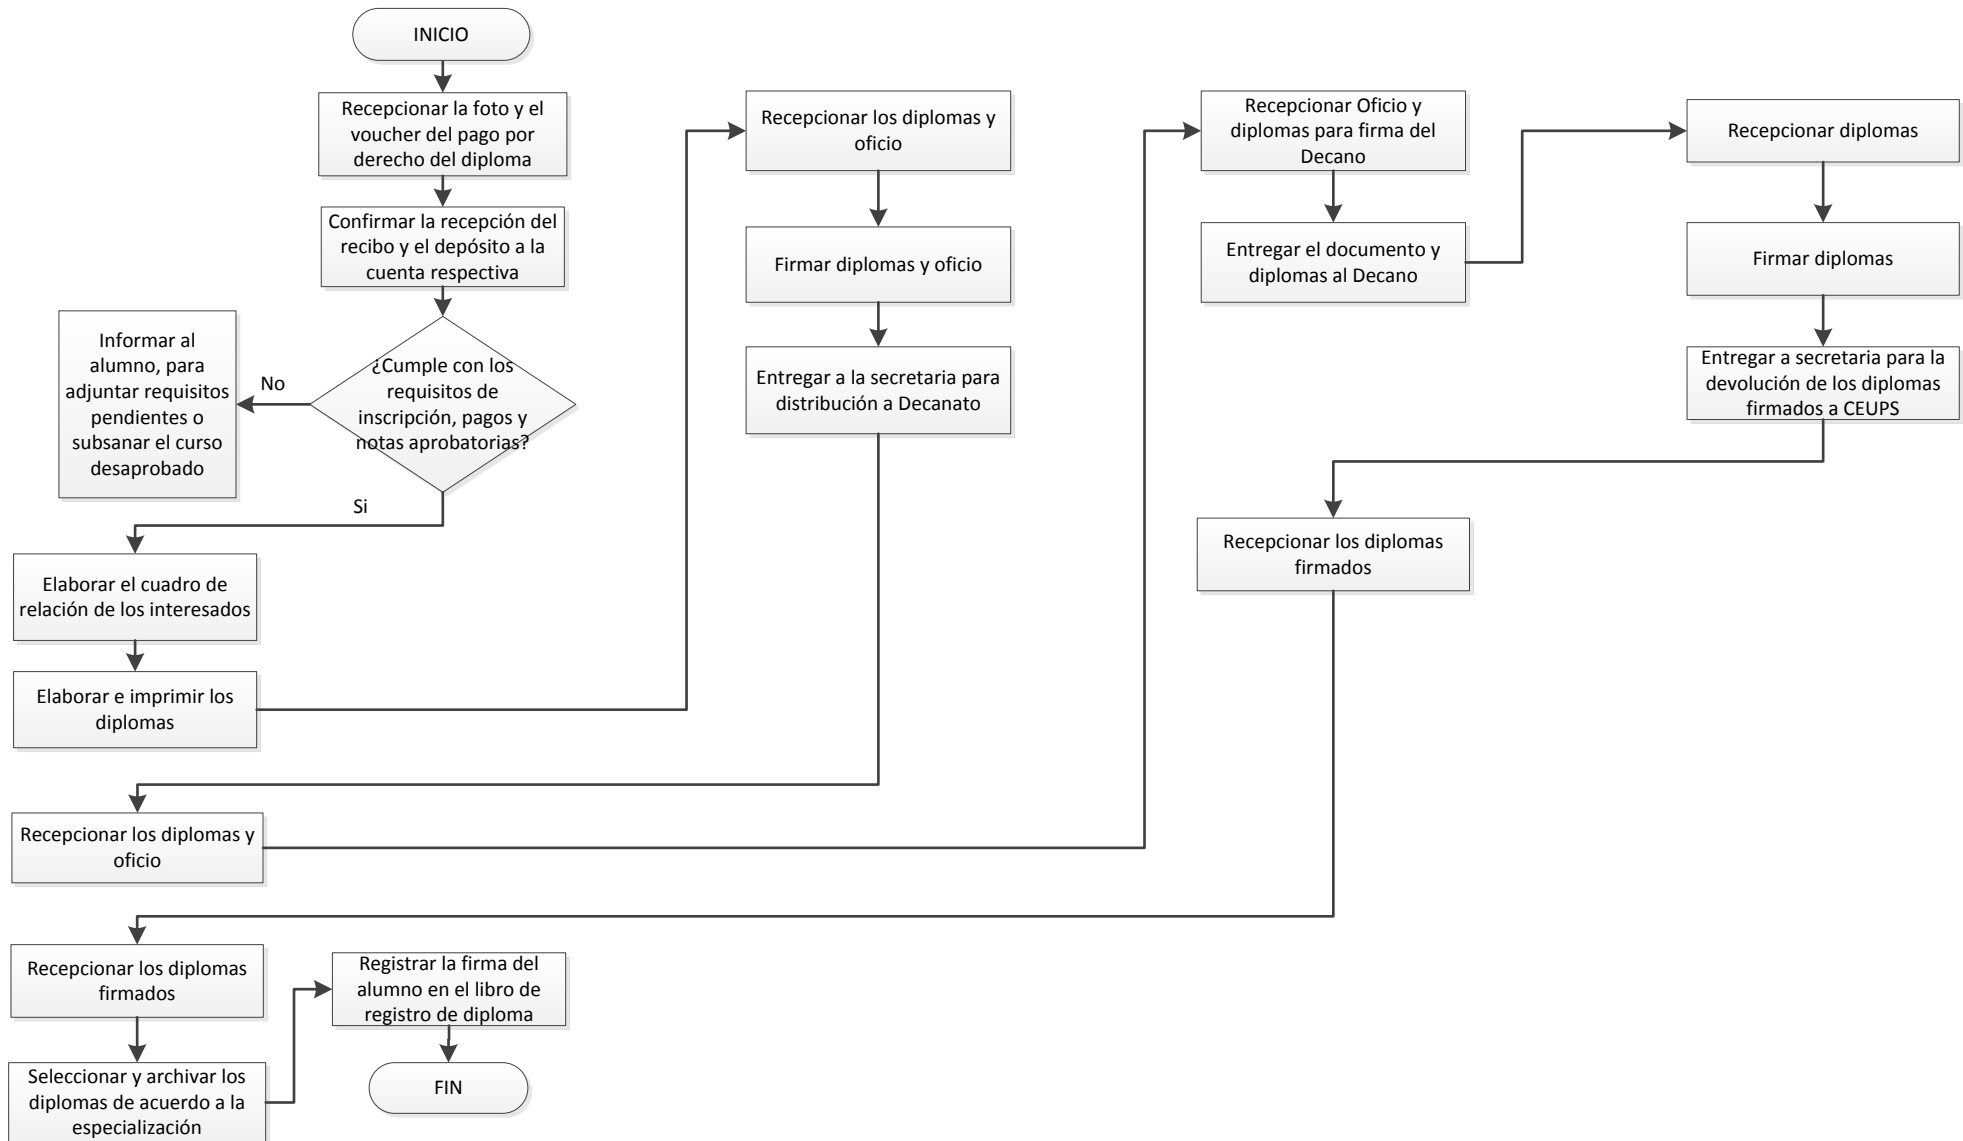 INICIO
Recepcionar la foto y el
voucher del pago por
derecho del diploma
Confirmar la recepción del
recibo y el depósito a la
cuenta respectiva
¿Cumple con los
requisitos de
inscripción, pagos y
notas aprobatorias?
No
Informar al
alumno, para
adjuntar requisitos
pendientes o
subsanar el curso
desaprobado
Si
Elaborar el cuadro de
relación de los interesados
Elaborar e imprimir los
diplomas
Recepcionar los diplomas y
oficio
Firmar diplomas y oficio
Entregar a la secretaria para
distribución a Decanato
Recepcionar los diplomas y
oficio
Recepcionar Oficio y
diplomas para firma del
Decano
Entregar el documento y
diplomas al Decano
Recepcionar diplomas
Firmar diplomas
Entregar a secretaria para la
devolución de los diplomas
firmados a CEUPS
Recepcionar los diplomas
firmados
Recepcionar los diplomas
firmados
Seleccionar y archivar los
diplomas de acuerdo a la
especialización
Registrar la firma del
alumno en el libro de
registro de diploma
FIN